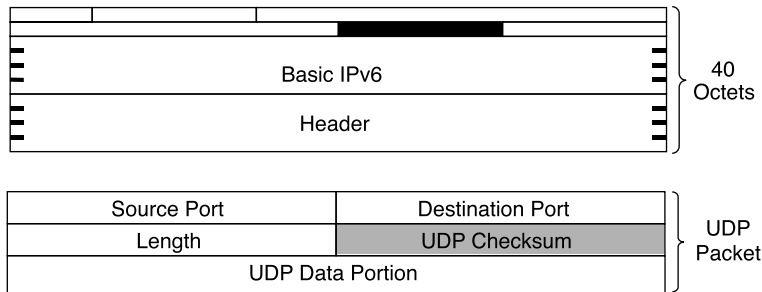 Basic IPv6
40
Octets
Header
Source Port
Destination Port
UDP
Packet
Length
UDP Checksum
UDP Data Portion